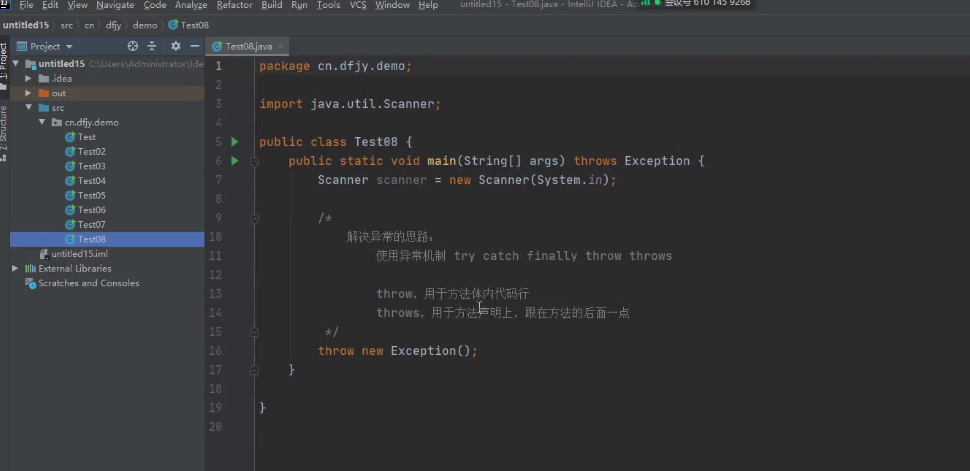 File Edit View Navigate Code Analyze Refactor Build Run Tools VCS Window Help
untitled15 - Test08.java - IntelliJ IDEA - 会议号 610 145 9268
untitled15 src cn dfjy demo Test08
Project
Test08.java
1: Project
Z: Structure
untitled15 C:\Users\Administrator\Ide
.idea
out
src
cn.dfjy.demo
Test
Test02
Test03
Test04
Test05
Test06
Test07
Test08
untitled15.iml
External Libraries
Scratches and Consoles
1 package cn.dfjy.demo;
2
3 import java.util.Scanner;
4
5 public class Test08 {
6 public static void main(String[] args) throws Exception {
7 Scanner scanner = new Scanner(System.in);
8
9 /*
10 解决异常的思路：
11 使用异常机制 try catch finally throw throws
12
13 throw，用于方法体内代码行
14 throws，用于方法声明上，跟在方法的后面一点
15 */
16 throw new Exception();
17 }
18
19 }
20